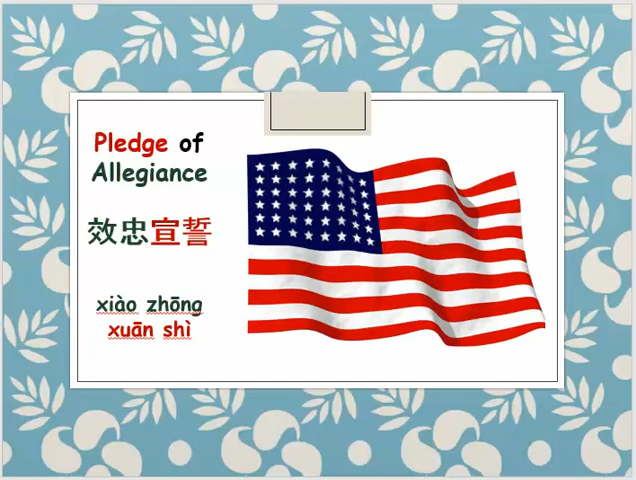 Pledge of
Allegiance
效忠宣誓
xiào zhōng
xuān shì